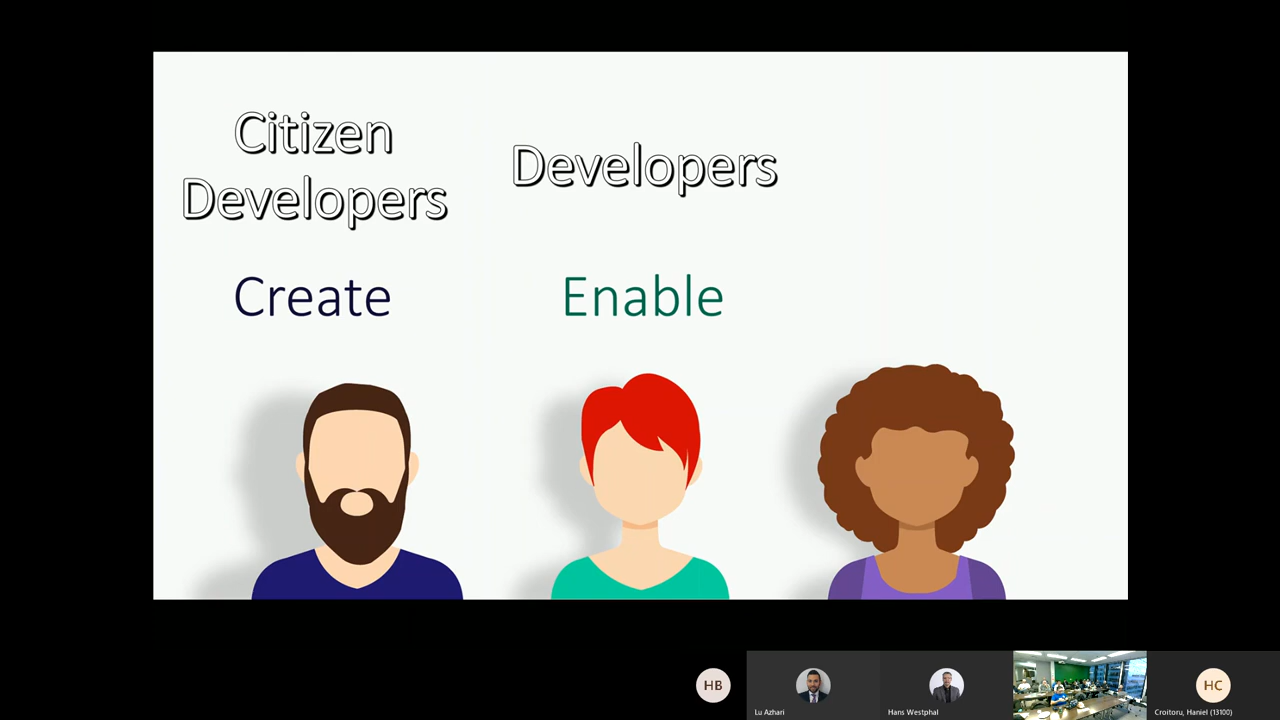 Citizen
Developers
Developers
Create
Enable
HB
Lu Azhari
Hans Westphal
HC
Croitoru, Haniel (13100)